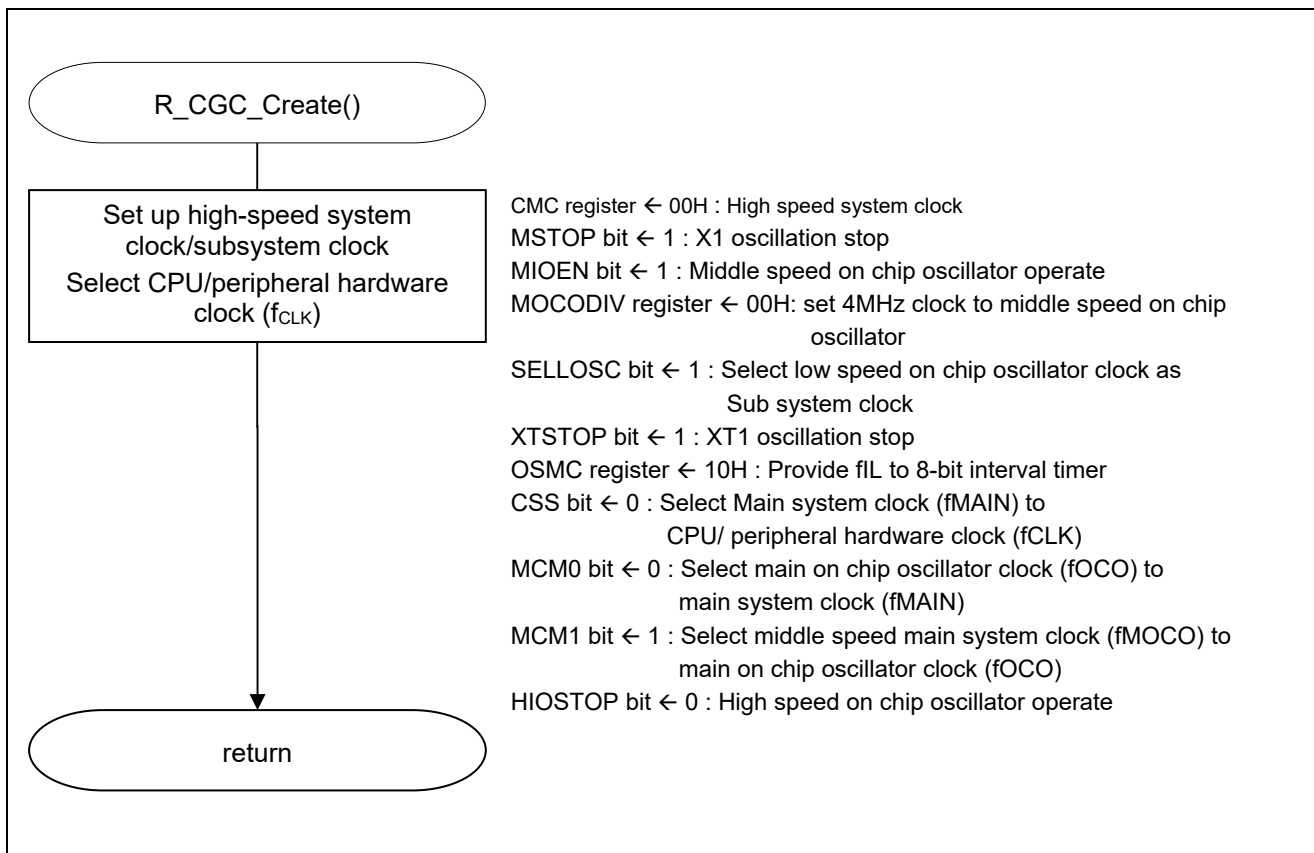 R_CGC_Create()
Set up high-speed system
clock/subsystem clock
Select CPU/peripheral hardware
clock (fCLK)
CMC register ← 00H : High speed system clock
MSTOP bit ← 1 : X1 oscillation stop
MIOEN bit ← 1 : Middle speed on chip oscillator operate
MOCODIV register ← 00H: set 4MHz clock to middle speed on chip
oscillator
SELLOSC bit ← 1 : Select low speed on chip oscillator clock as
Sub system clock
XTSTOP bit ← 1 : XT1 oscillation stop
OSMC register ← 10H : Provide fIL to 8-bit interval timer
CSS bit ← 0 : Select Main system clock (fMAIN) to
CPU/ peripheral hardware clock (fCLK)
MCM0 bit ← 0 : Select main on chip oscillator clock (fOCO) to
main system clock (fMAIN)
MCM1 bit ← 1 : Select middle speed main system clock (fMOCO) to
main on chip oscillator clock (fOCO)
HIOSTOP bit ← 0 : High speed on chip oscillator operate
return